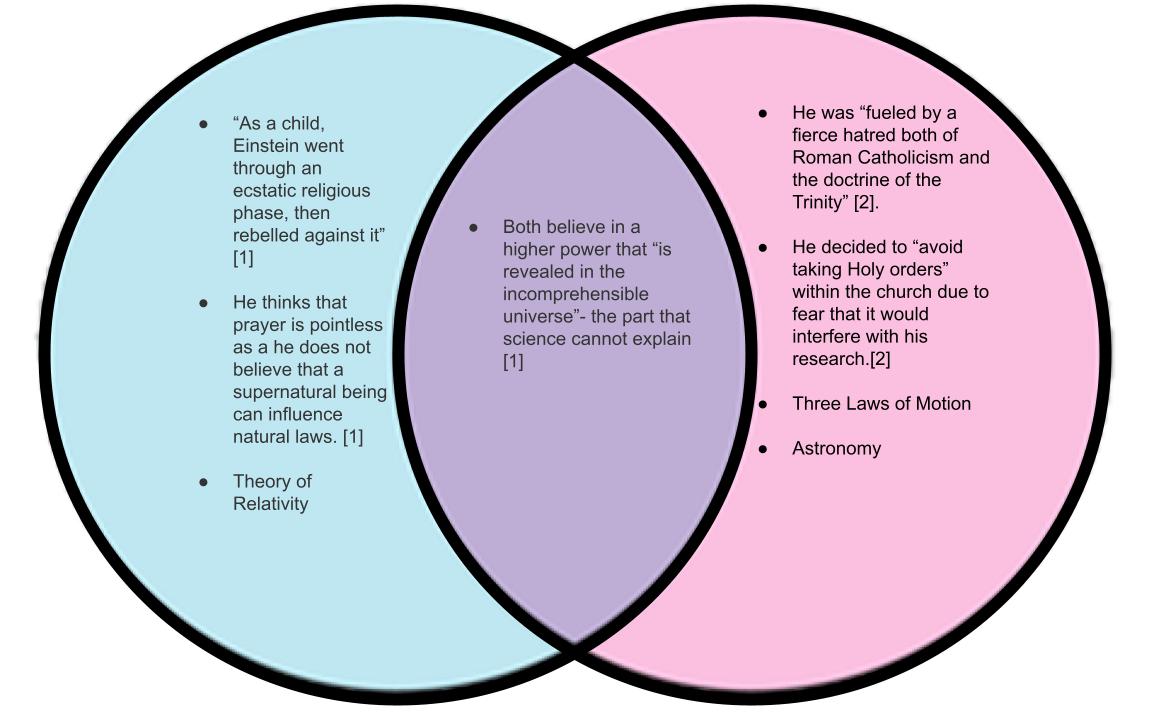 “As a child,
Einstein went
through an
ecstatic religious
phase, then
rebelled against it”
[1]
He thinks that
prayer is pointless
as a he does not
believe that a
supernatural being
can influence
natural laws. [1]
Theory of
Relativity
Both believe in a
higher power that “is
revealed in the
incomprehensible
universe”- the part that
science cannot explain
[1]
He was “fueled by a
fierce hatred both of
Roman Catholicism and
the doctrine of the
Trinity” [2].
He decided to “avoid
taking Holy orders”
within the church due to
fear that it would
interfere with his
research.[2]
Three Laws of Motion
Astronomy